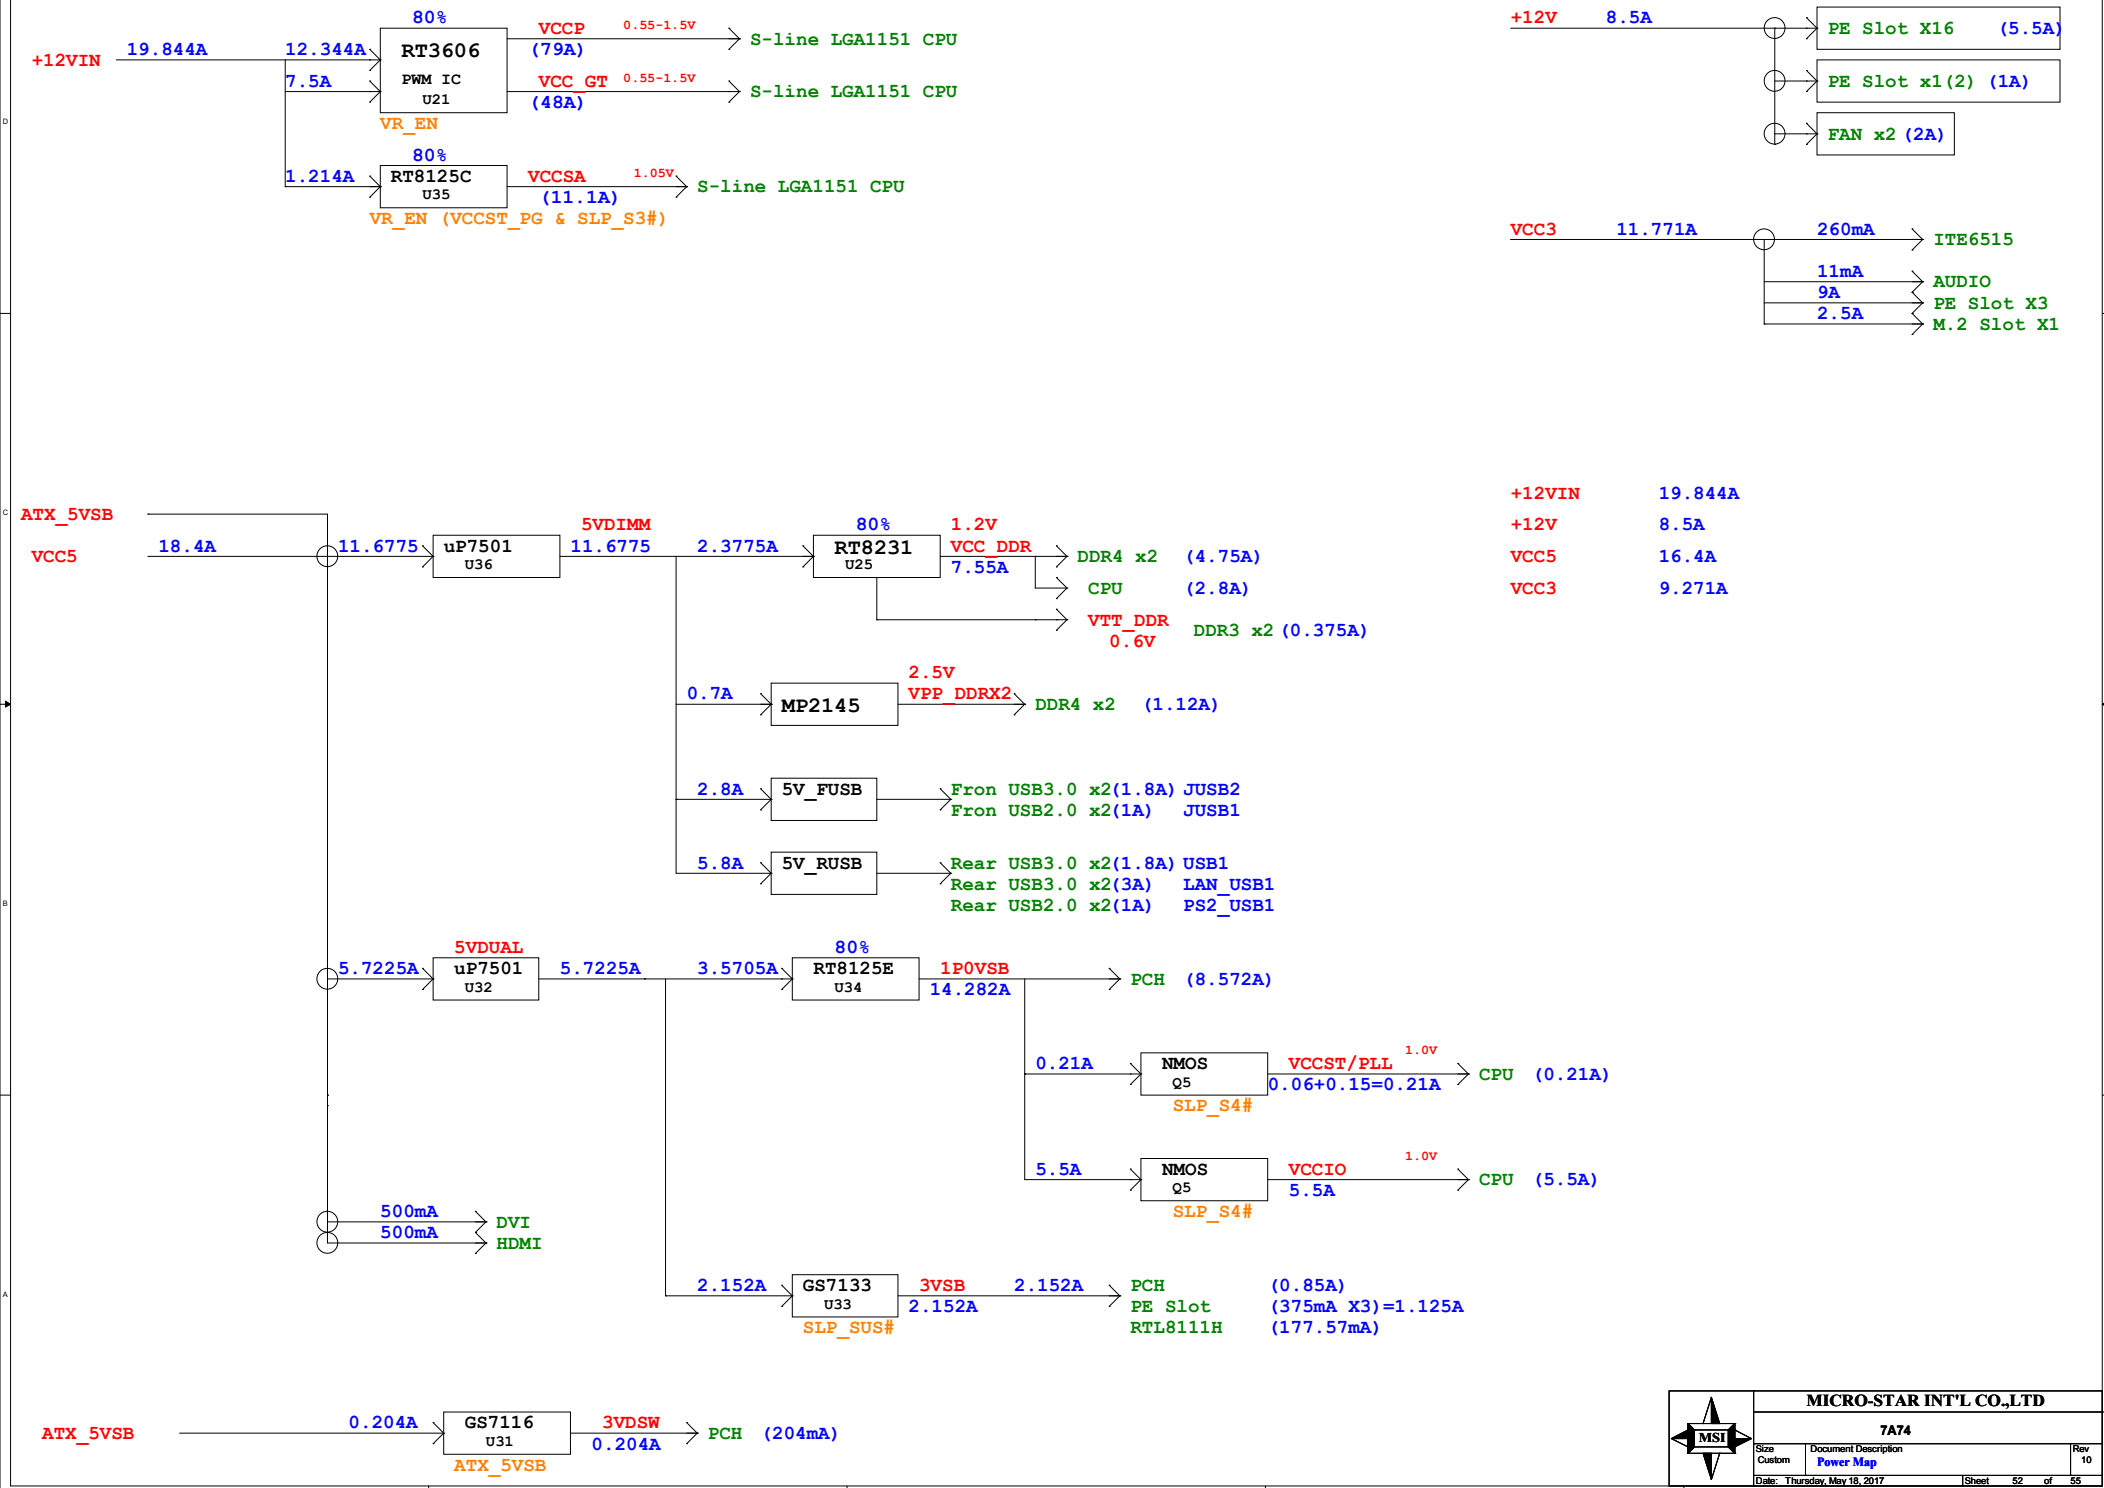 80%
+12VIN 19.844A 12.344A RT3606 VCCP 0.55-1.5V S-line LGA1151 CPU
(79A)
7.5A PWM IC VCC_GT 0.55-1.5V S-line LGA1151 CPU
U21 (48A)
VR_EN
80%
1.214A RT8125C VCCSA 1.05V S-line LGA1151 CPU
U35 (11.1A)
VR_EN (VCCST_PG & SLP_S3#)
+12V 8.5A PE Slot X16 (5.5A)
PE Slot x1(2) (1A)
FAN x2 (2A)
VCC3 11.771A 260mA ITE6515
11mA AUDIO
9A PE Slot X3
2.5A M.2 Slot X1
+12VIN 19.844A
+12V 8.5A
VCC5 16.4A
VCC3 9.271A
ATX_5VSB
5VDIMM 80% 1.2V
VCC5 18.4A 11.6775 uP7501 11.6775 2.3775A RT8231 VCC_DDR DDR4 x2 (4.75A)
U36 U25 7.55A
CPU (2.8A)
VTT_DDR DDR3 x2 (0.375A)
0.6V
2.5V
0.7A MP2145 VPP_DDRX2 DDR4 x2 (1.12A)
2.8A 5V_FUSB Fron USB3.0 x2(1.8A) JUSB2
Fron USB2.0 x2(1A) JUSB1
5.8A 5V_RUSB Rear USB3.0 x2(1.8A) USB1
Rear USB3.0 x2(3A) LAN_USB1
Rear USB2.0 x2(1A) PS2_USB1
5VDUAL 80%
5.7225A uP7501 5.7225A 3.5705A RT8125E 1P0VSB PCH (8.572A)
U32 U34 14.282A
0.21A NMOS VCCST/PLL 1.0V CPU (0.21A)
Q5 0.06+0.15=0.21A
SLP_S4#
5.5A NMOS VCCIO 1.0V CPU (5.5A)
Q5 5.5A
SLP_S4#
500mA DVI
500mA HDMI
2.152A GS7133 3VSB 2.152A PCH (0.85A)
U33 2.152A PE Slot (375mA X3)=1.125A
SLP_SUS# RTL8111H (177.57mA)
ATX_5VSB 0.204A GS7116 3VDSW PCH (204mA)
U31 0.204A
ATX_5VSB
D
C
B
A
MSI
MICRO-STAR INT'L CO.,LTD
7A74
Size Document Description Rev
Custom Power Map 10
Date: Thursday, May 18, 2017 Sheet 52 of 55